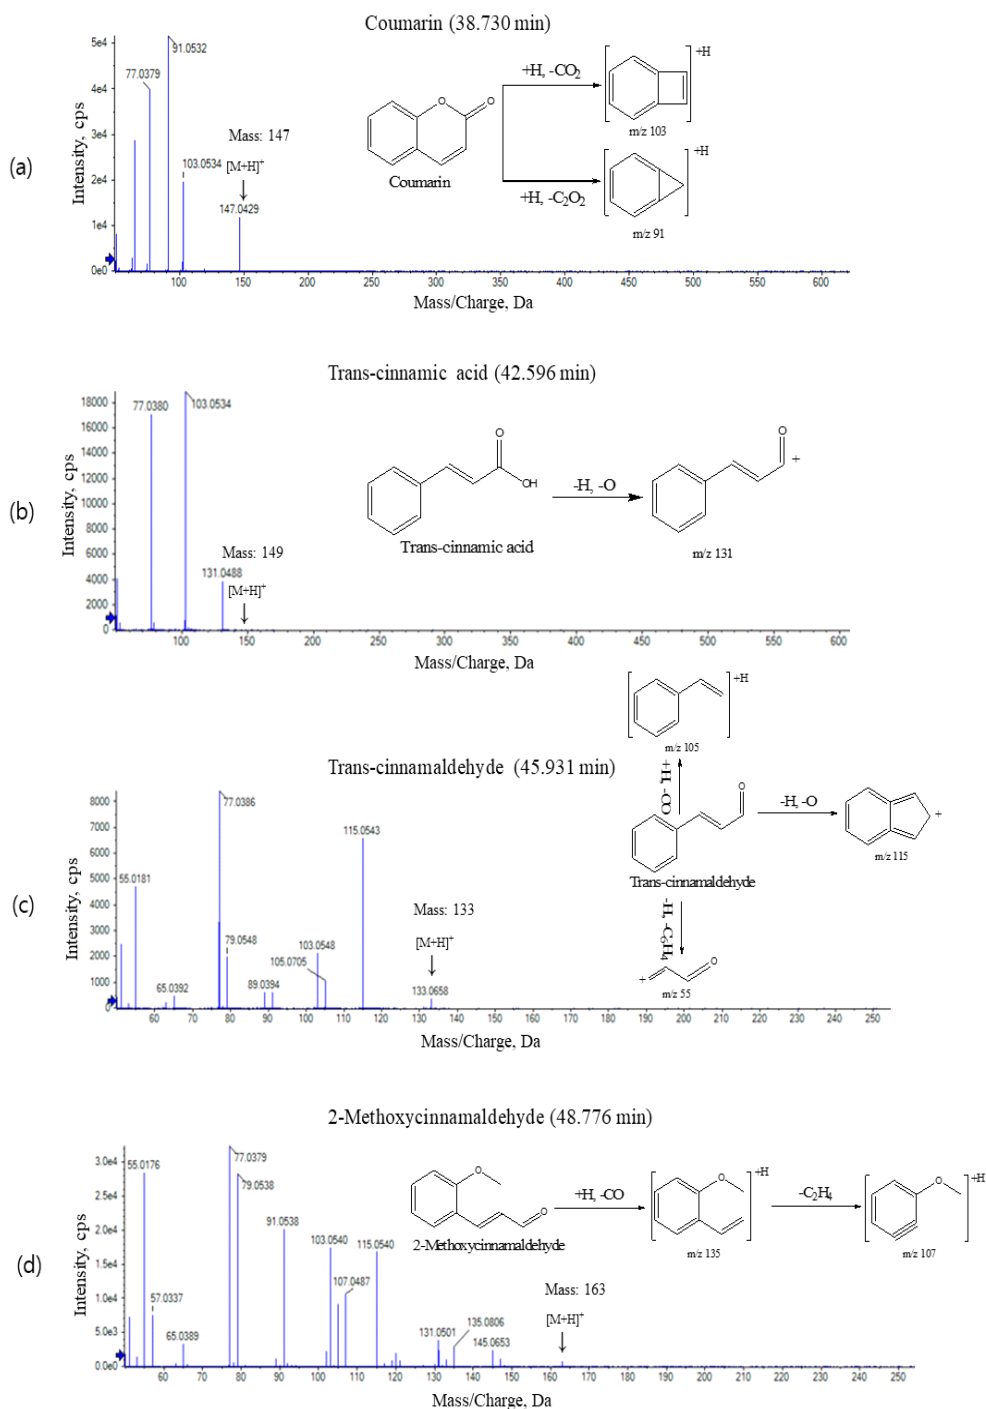 Coumarin (38.730 min)
(a)
Intensity, cps
5e4
4e4
3e4
2e4
1e4
0e0
91.0532
77.0379
103.0534
Mass: 147
[M+H]+
147.0429
100 150 200 250 300 350 400 450 500 550 600
Mass/Charge, Da
Coumarin
+H, -CO2
+H
m/z 103
+H, -C2O2
+H
m/z 91
Trans-cinnamic acid (42.596 min)
(b)
Intensity, cps
18000
16000
14000
12000
10000
8000
6000
4000
2000
0
77.0380
103.0534
131.0488
Mass: 149
[M+H]+
100 150 200 250 300 350 400 450 500 550 600
Mass/Charge, Da
O
OH
Trans-cinnamic acid
-H, -O
O
+
m/z 131
Trans-cinnamaldehyde (45.931 min)
(c)
Intensity, cps
8000
7000
6000
5000
4000
3000
2000
1000
0
55.0181
65.0392
77.0386
79.0548
89.0394
103.0548
105.0705
115.0543
Mass: 133
[M+H]+
133.0658
60 70 80 90 100 110 120 130 140 150 160 170 180 190 200 210 220 230 240 250
Mass/Charge, Da
+H
m/z 105
+H, -CO
O
Trans-cinnamaldehyde
-H, -O
+
m/z 115
-H, -C6H4
+
O
m/z 55
2-Methoxycinnamaldehyde (48.776 min)
(d)
Intensity, cps
3.0e4
2.5e4
2.0e4
1.5e4
1.0e4
5.0e3
0.0e0
55.0176
57.0337
65.0389
77.0379
79.0538
91.0538
103.0540
107.0487
115.0540
131.0501
135.0806
145.0653
Mass: 163
[M+H]+
60 70 80 90 100 110 120 130 140 150 160 170 180 190 200 210 220 230 240 250
Mass/Charge, Da
O
O
2-Methoxycinnamaldehyde
+H, -CO
O
+H
m/z 135
-C2H4
O
+H
m/z 107